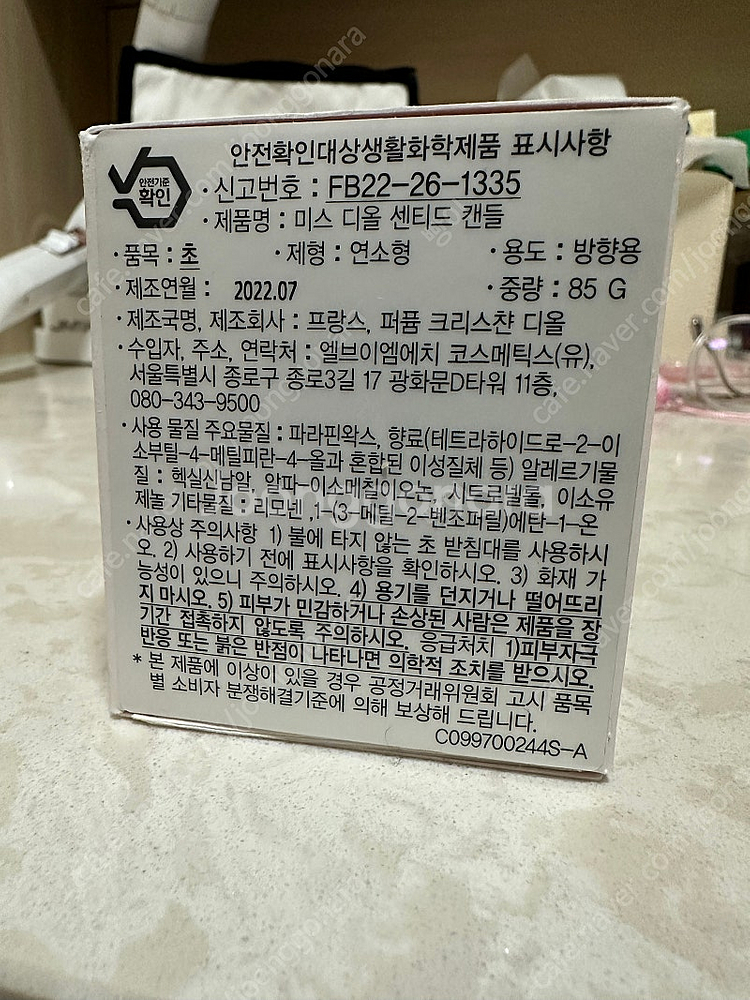 안전확인대상생활화학제품 표시사항
안전기준
확인
· 신고번호 : FB22-26-1335
· 제품명 : 미스 디올 센티드 캔들
· 품목 : 초 · 제형 : 연소형 · 용도 : 방향용
· 제조연월 : 2022.07 · 중량 : 85 G
· 제조국명, 제조회사 : 프랑스, 퍼퓸 크리스챤 디올
· 수입자, 주소, 연락처 : 엘브이엠에치 코스메틱스(유),
서울특별시 종로구 종로3길 17 광화문D타워 11층,
080-343-9500
· 사용 물질 주요물질 : 파라핀왁스, 향료(테트라하이드로-2-이
소부틸-4-메틸피란-4-올과 혼합된 이성질체 등) 알레르기물
질 : 헥실신남알, 알파-이소메칠이오논, 시트로넬올, 이소유
제놀 기타물질 : 리모넨 ,1-(3-메틸-2-벤조퍼릴)에탄-1-온
· 사용상 주의사항 1) 불에 타지 않는 초 받침대를 사용하시
오. 2) 사용하기 전에 표시사항을 확인하시오. 3) 화재 가
능성이 있으니 주의하시오. 4) 용기를 던지거나 떨어뜨리
지 마시오. 5) 피부가 민감하거나 손상된 사람은 제품을 장
기간 접촉하지 않도록 주의하시오. 응급처치 1)피부자극
반응 또는 붉은 반점이 나타나면 의학적 조치를 받으시오.
* 본 제품에 이상이 있을 경우 공정거래위원회 고시 품목
별 소비자 분쟁해결기준에 의해 보상해 드립니다.
C099700244S-A
joonggonara
cafe.naver.com/joonggonara